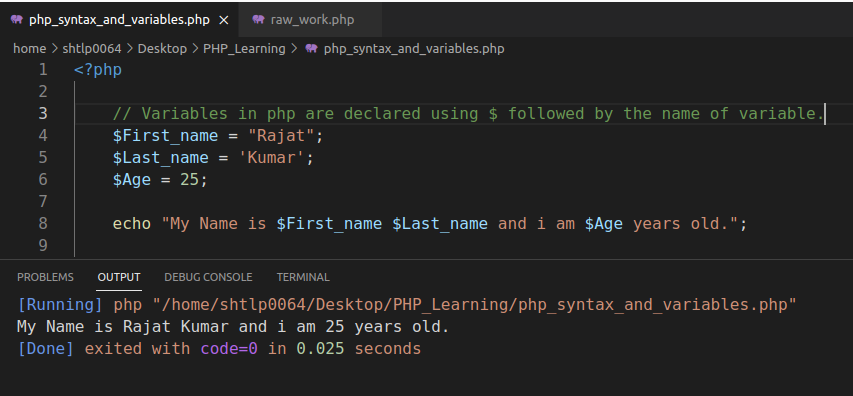 php_syntax_and_variables.php × raw_work.php
home > shtlp0064 > Desktop > PHP_Learning > php_syntax_and_variables.php
1 <?php
2
3 // Variables in php are declared using $ followed by the name of variable.
4 $First_name = "Rajat";
5 $Last_name = 'Kumar';
6 $Age = 25;
7
8 echo "My Name is $First_name $Last_name and i am $Age years old.";
9
PROBLEMS OUTPUT DEBUG CONSOLE TERMINAL
[Running] php "/home/shtlp0064/Desktop/PHP_Learning/php_syntax_and_variables.php"
My Name is Rajat Kumar and i am 25 years old.
[Done] exited with code=0 in 0.025 seconds